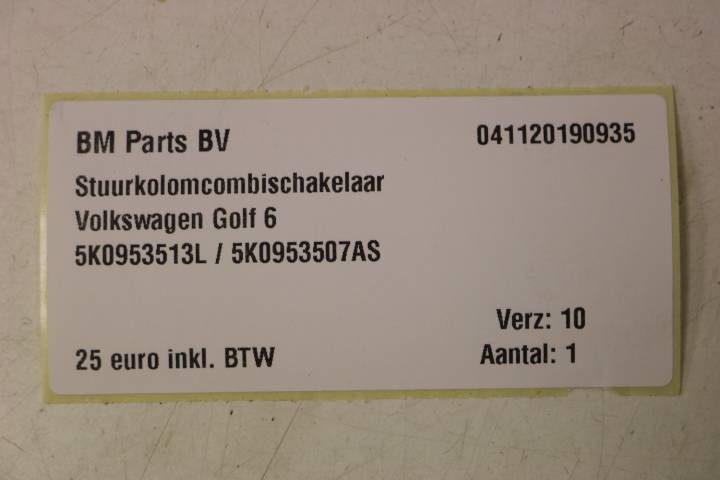 BM Parts BV
041120190935
Stuurkolomcombischakelaar
Volkswagen Golf 6
5K0953513L / 5K0953507AS
Verz: 10
25 euro inkl. BTW
Aantal: 1